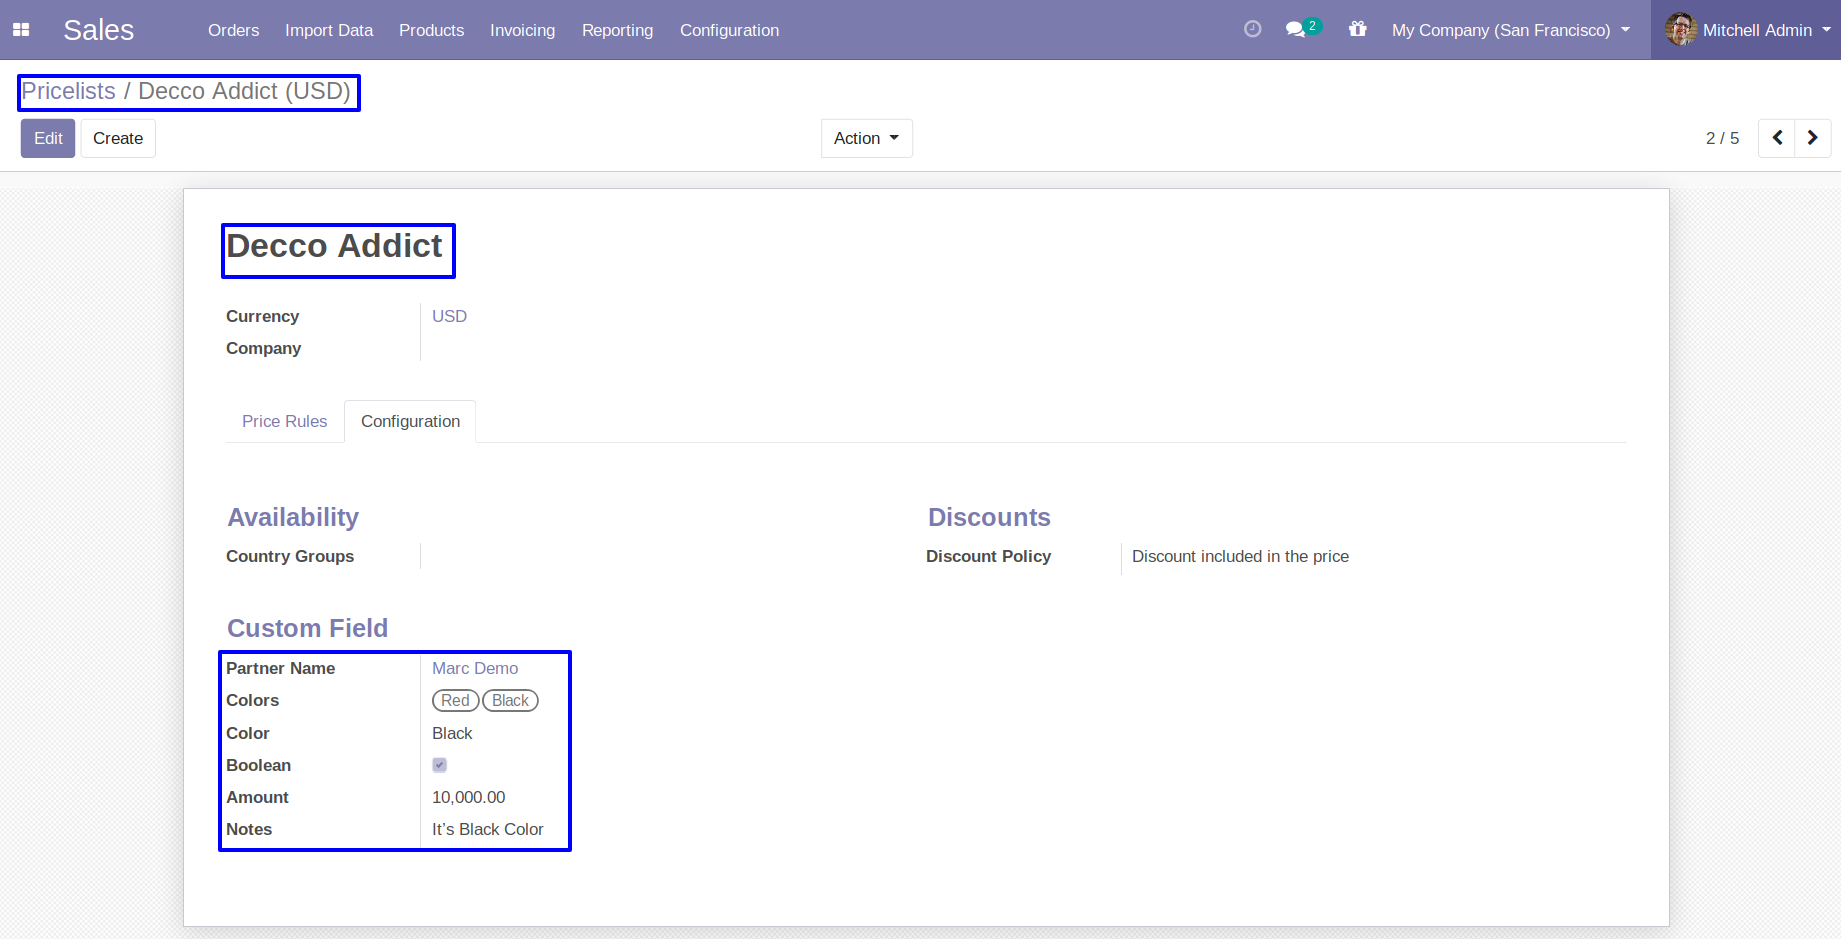 Sales Orders Import Data Products Invoicing Reporting Configuration 2 My Company (San Francisco) Mitchell Admin
Pricelists / Decco Addict (USD)
Edit Create Action 2 / 5
Decco Addict
Currency USD
Company
Price Rules Configuration
Availability Discounts
Country Groups Discount Policy Discount included in the price
Custom Field
Partner Name Marc Demo
Colors Red Black
Color Black
Boolean
Amount 10,000.00
Notes It’s Black Color